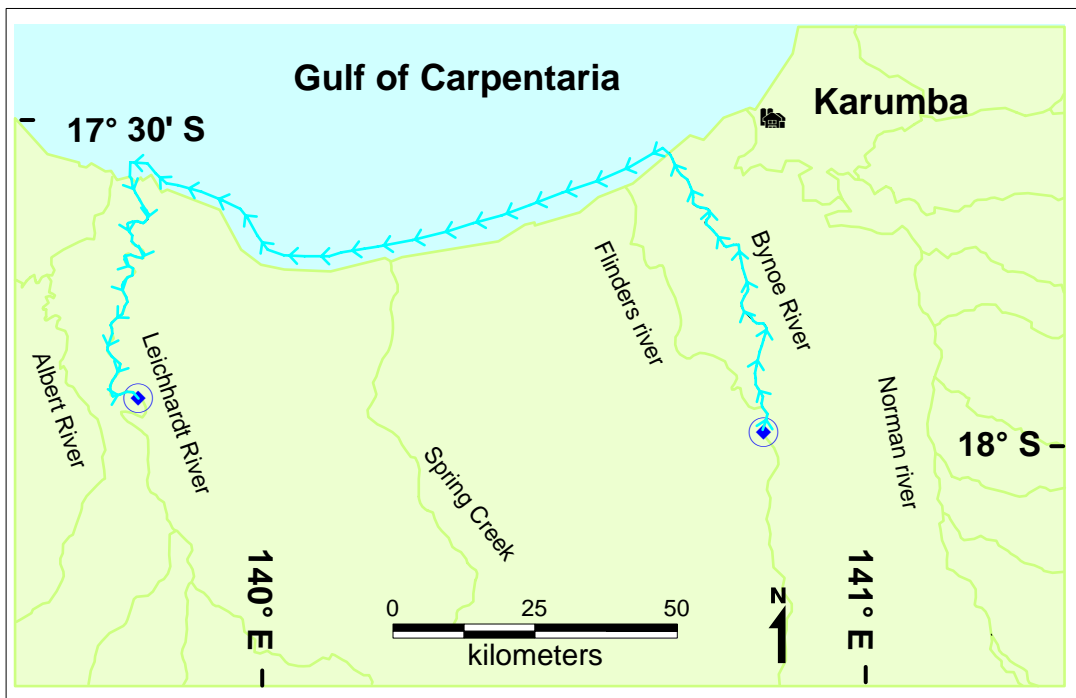 Gulf of Carpentaria
Karumba
17° 30' S
Flinders river
Bynoe River
Albert River
Leichhardt River
Norman river
Spring Creek
18° S
140° E
141° E
0 25 50
kilometers
N